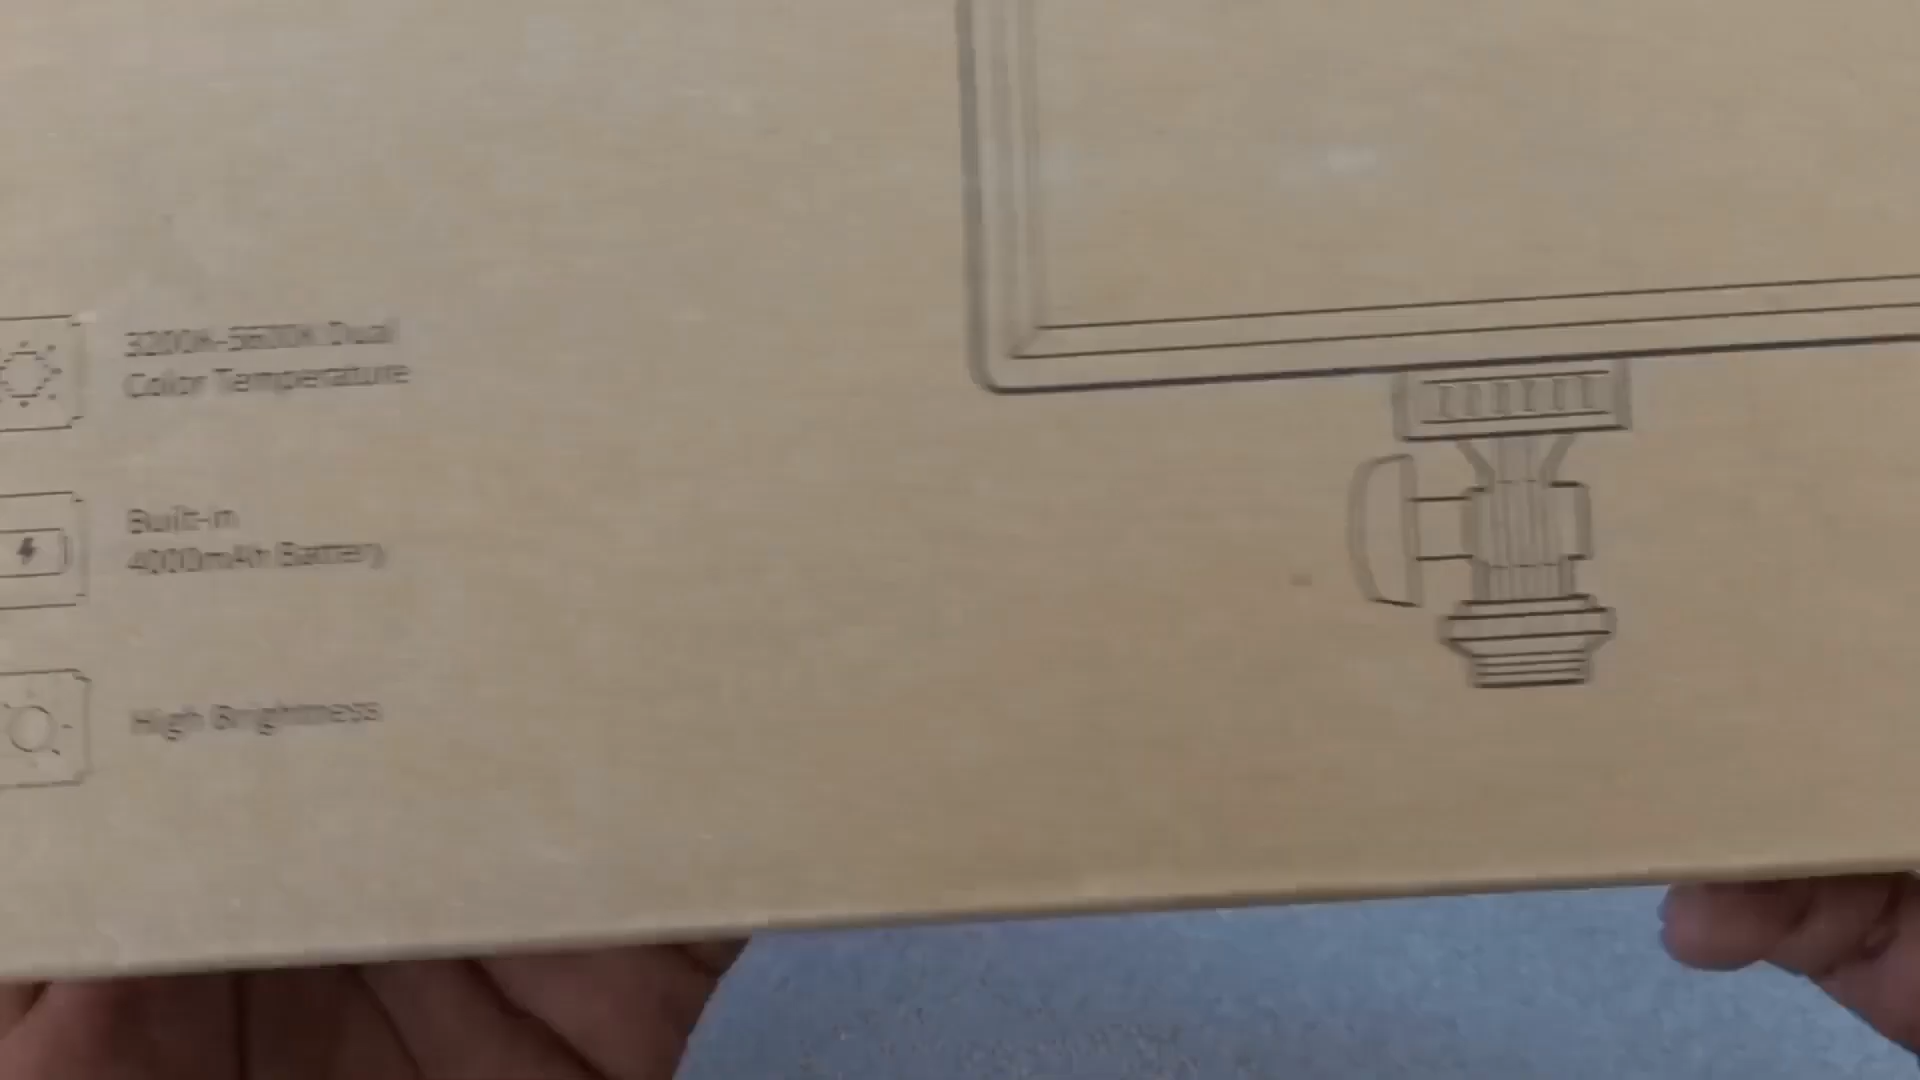 3200K-5600K Dual
Color Temperature
Built-in
4000mAh Battery
High Brightness